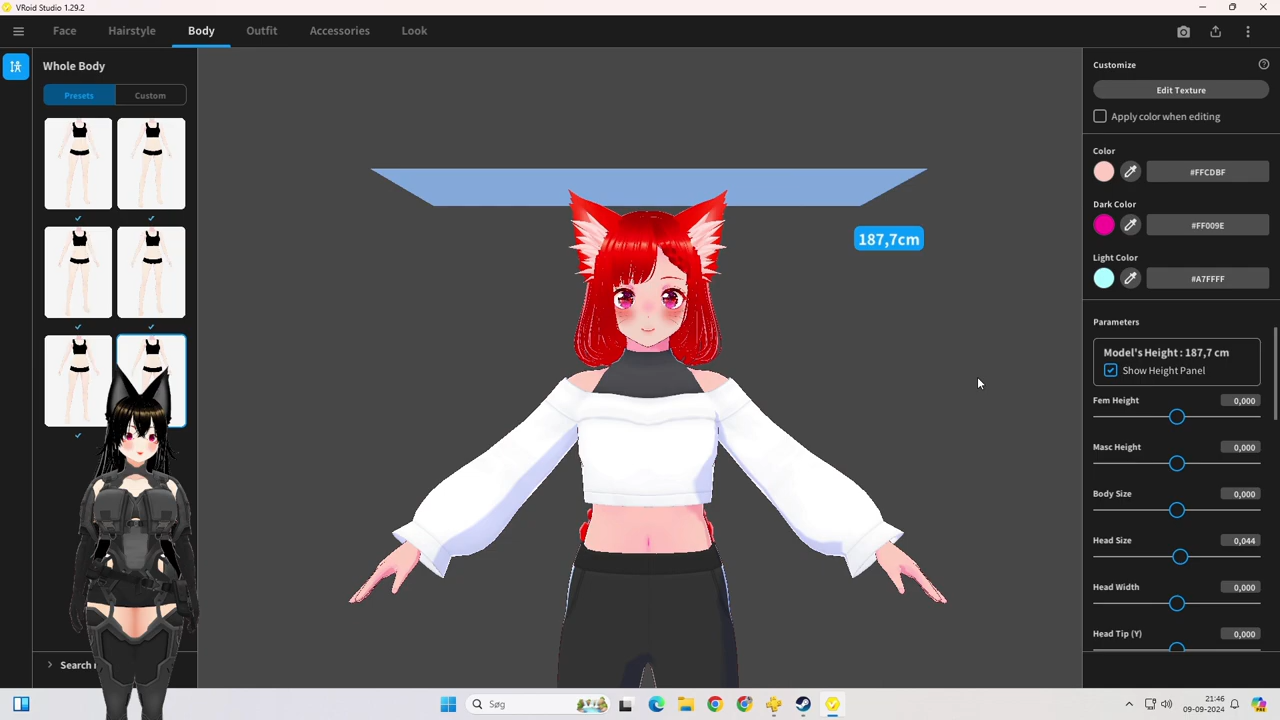 VRoid Studio 1.29.2
Face Hairstyle Body Outfit Accessories Look
Whole Body
Presets Custom
Search
187,7cm
Customize
Edit Texture
Apply color when editing
Color
#FFCDBF
Dark Color
#FF009E
Light Color
#A7FFFF
Parameters
Model's Height : 187,7 cm
Show Height Panel
Fem Height 0,000
Masc Height 0,000
Body Size 0,000
Head Size 0,044
Head Width 0,000
Head Tip (Y) 0,000
Søg
21:46
09-09-2024